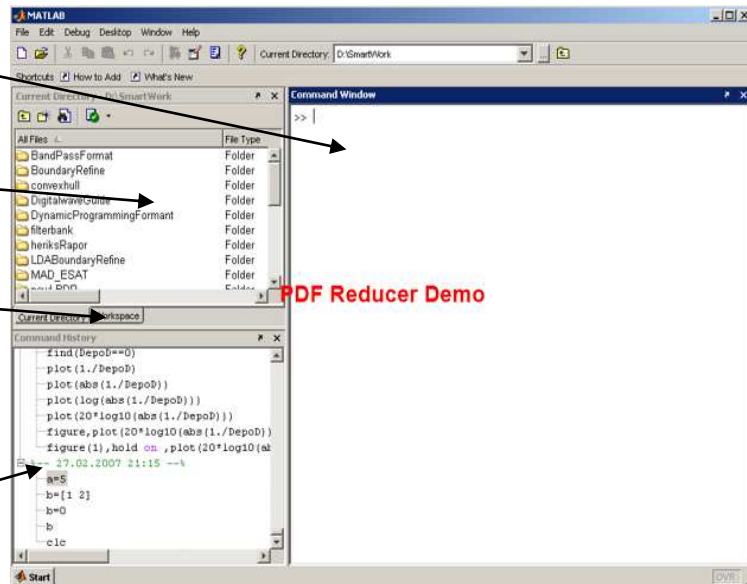 MATLAB
File Edit Debug Desktop Window Help
Current Directory: D:\SmartWork
Shortcuts How to Add What's New
Current Directory - D:\SmartWork
All Files File Type
BandPassFormat Folder
BoundaryRefine Folder
convexhull Folder
DigitalwaveGuide Folder
DynamicProgrammingFormant Folder
filterbank Folder
heriksRapor Folder
LDABoundaryRefine Folder
MAD_ESAT Folder
Folder
Current Directory Workspace
Command History
find(DepoD==0)
plot(1./DepoD)
plot(abs(1./DepoD))
plot(log(abs(1./DepoD)))
plot(20*log10(abs(1./DepoD)))
figure,plot(20*log10(abs(1./DepoD))
figure(1),hold on ,plot(20*log10(ab
%-- 27.02.2007 21:15 --%
a=5
b=[1 2]
b=0
b
clc
Start
Command Window
>>
PDF Reducer Demo
OVR